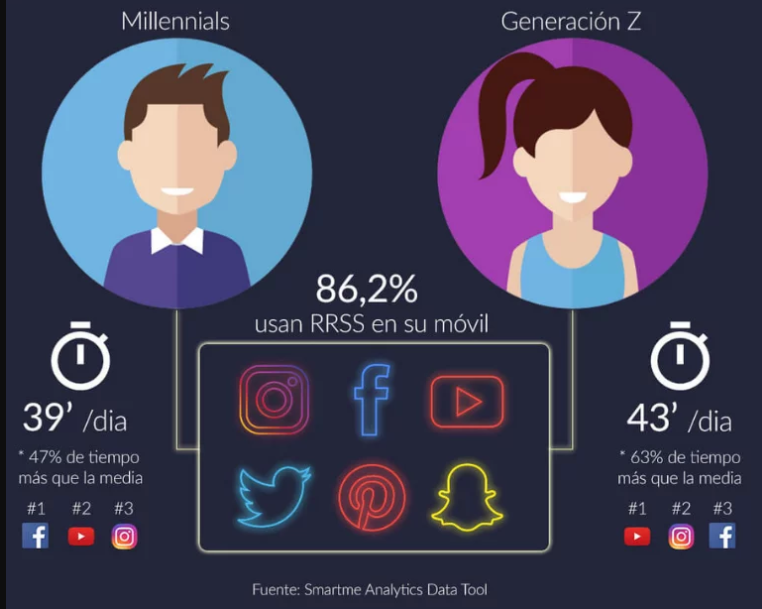 Millennials
Generación Z
86,2%
usan RRSS en su móvil
39' /dia
* 47% de tiempo
más que la media
#1 #2 #3
43' /dia
* 63% de tiempo
más que la media
#1 #2 #3
Fuente: Smartme Analytics Data Tool